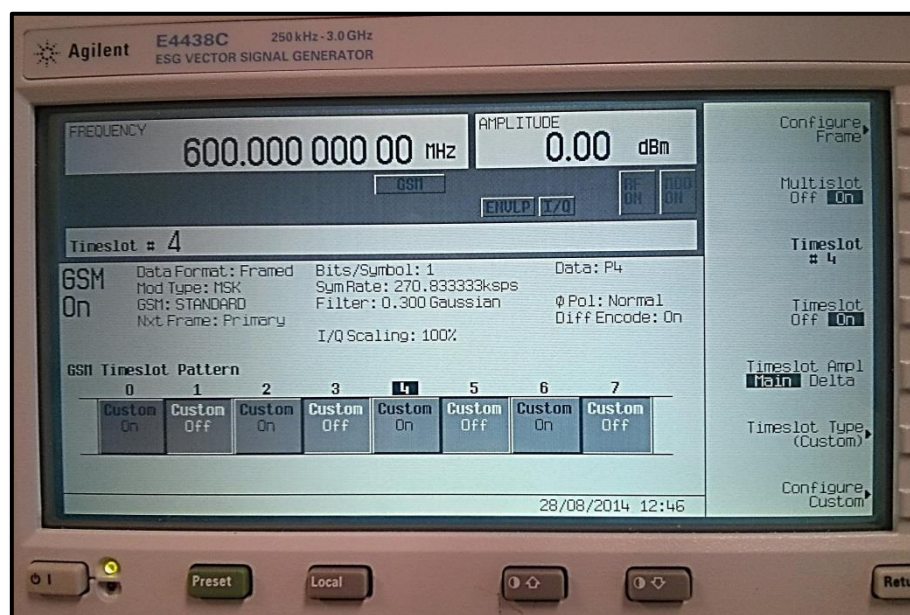 Agilent E4438C 250 kHz - 3.0 GHz
ESG VECTOR SIGNAL GENERATOR
FREQUENCY
600.000 000 00 MHz
AMPLITUDE
0.00 dBm
GSM
ENVLP I/Q
RF ON
MOD ON
Timeslot # 4
GSM On
Data Format: Framed Bits/Symbol: 1 Data: P4
Mod Type: MSK Sym Rate: 270.833333ksps
GSM: STANDARD Filter: 0.300 Gaussian φ Pol: Normal
Nxt Frame: Primary Diff Encode: On
I/Q Scaling: 100%
GSM Timeslot Pattern
0 1 2 3 4 5 6 7
Custom Custom Custom Custom Custom Custom Custom Custom
On Off On Off On Off On Off
28/08/2014 12:46
Configure Frame
Multislot
Off On
Timeslot
# 4
Timeslot
Off On
Timeslot Ampl
Main Delta
Timeslot Type
(Custom)
Configure
Custom
Preset
Local
Retu